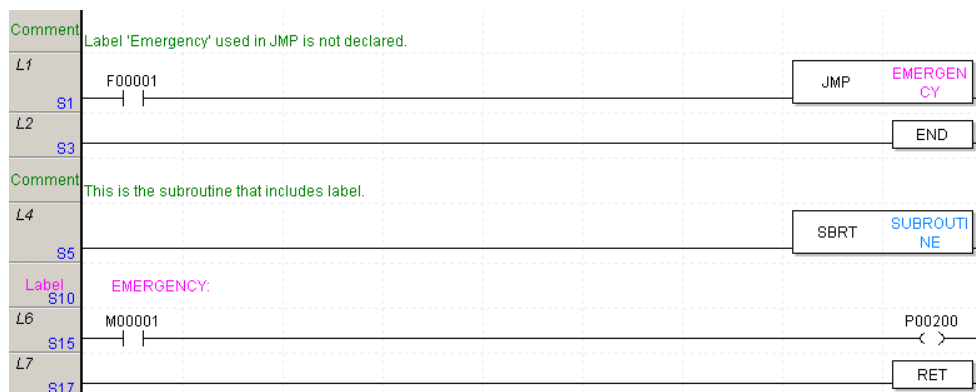 Comment
Label 'Emergency' used in JMP is not declared.
L1
F00001
JMP
EMERGEN
CY
S1
L2
END
S3
Comment
This is the subroutine that includes label.
L4
SBRT
SUBROUTI
NE
S5
Label
EMERGENCY:
S10
L6
M00001
P00200
S15
L7
RET
S17